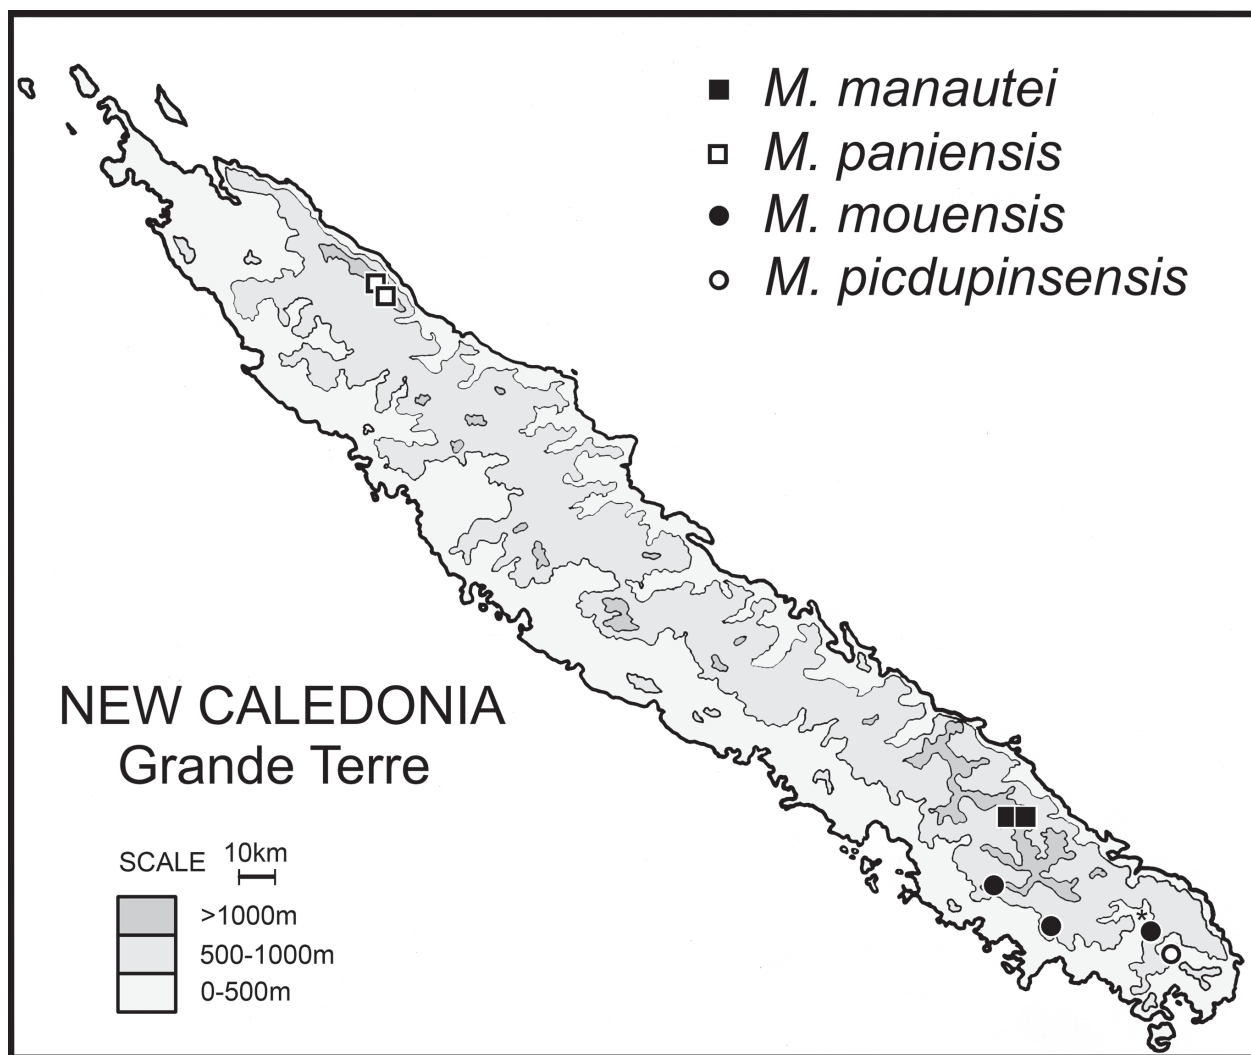 M. manautei
M. paniensis
M. mouensis
M. picdupinsensis
NEW CALEDONIA
Grande Terre
SCALE 10km
>1000m
500-1000m
0-500m
*